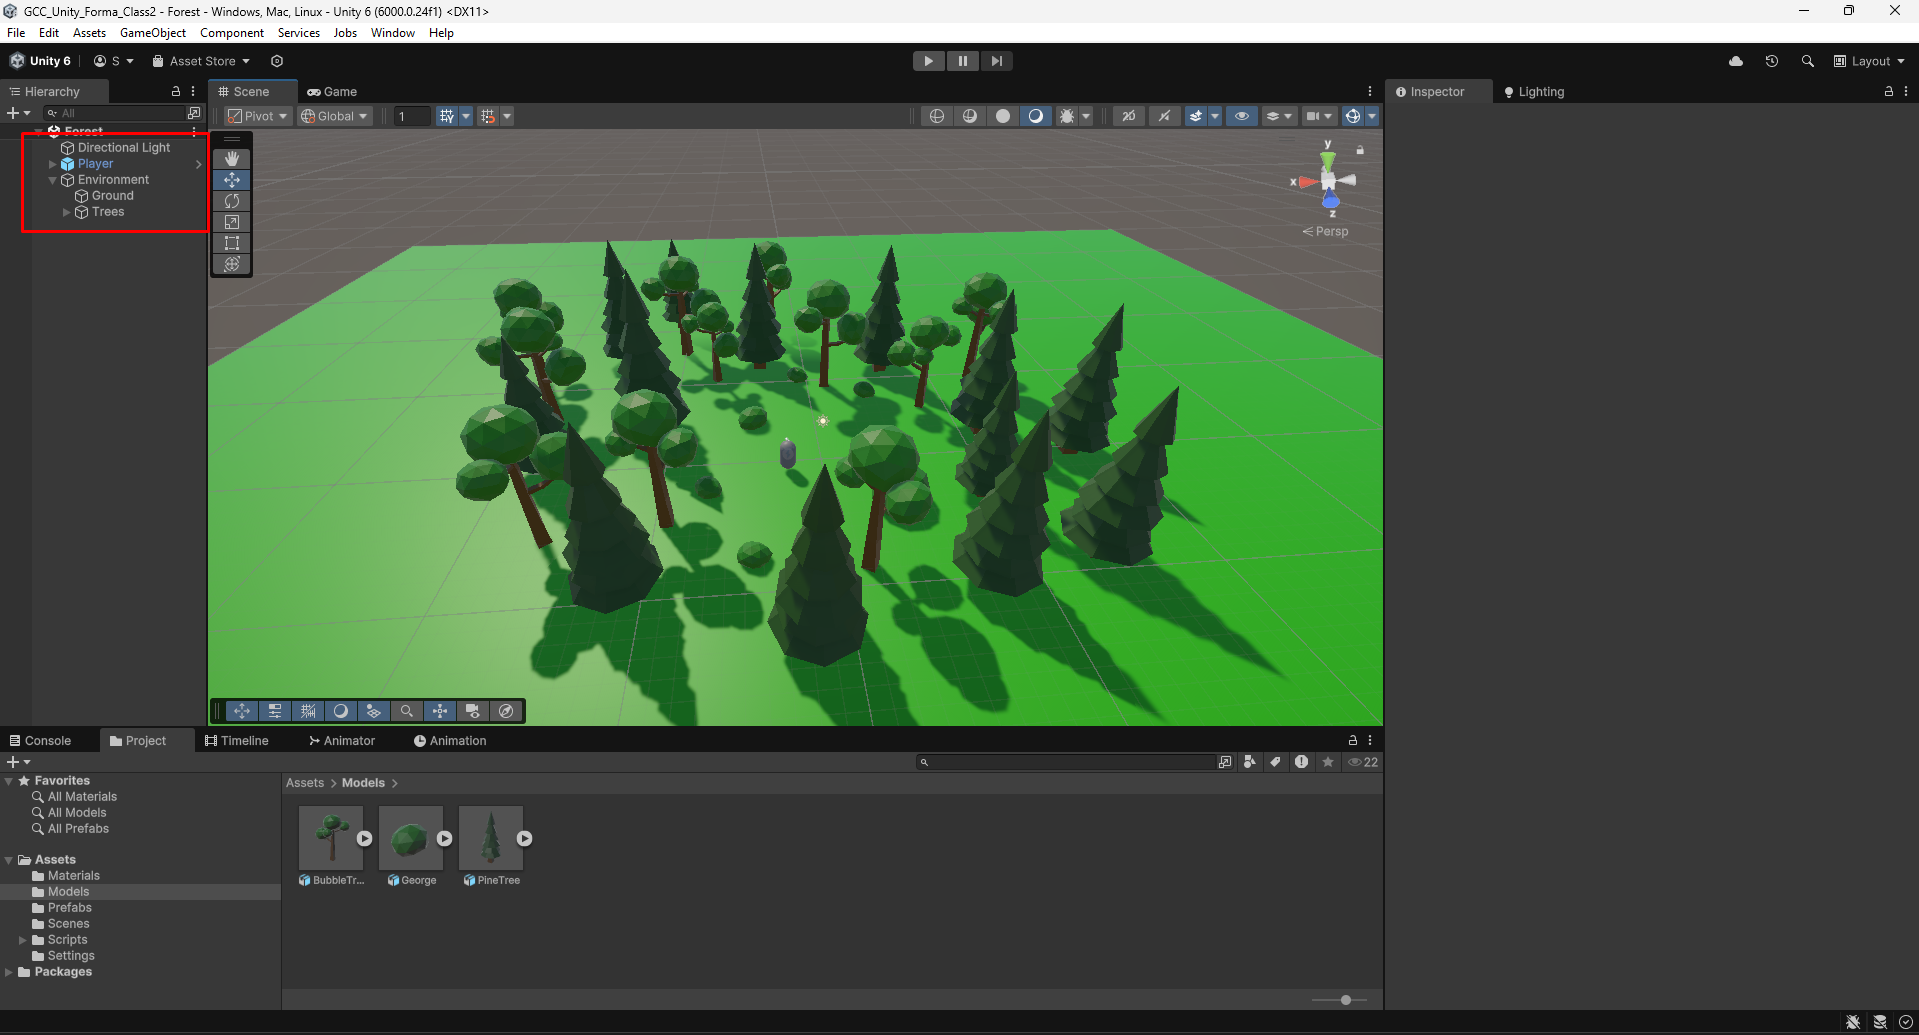 GCC_Unity_Forma_Class2 - Forest - Windows, Mac, Linux - Unity 6 (6000.0.24f1) <DX11>
File Edit Assets GameObject Component Services Jobs Window Help
Unity 6 S Asset Store Layout
Hierarchy
All
Forest
Directional Light
Player
Environment
Ground
Trees
Scene Game
Pivot Global 1 2D
y
x
z
Persp
Inspector Lighting
Console Project Timeline Animator Animation
22
Favorites
All Materials
All Models
All Prefabs
Assets
Materials
Models
Prefabs
Scenes
Scripts
Settings
Packages
Assets > Models >
BubbleTr... George PineTree